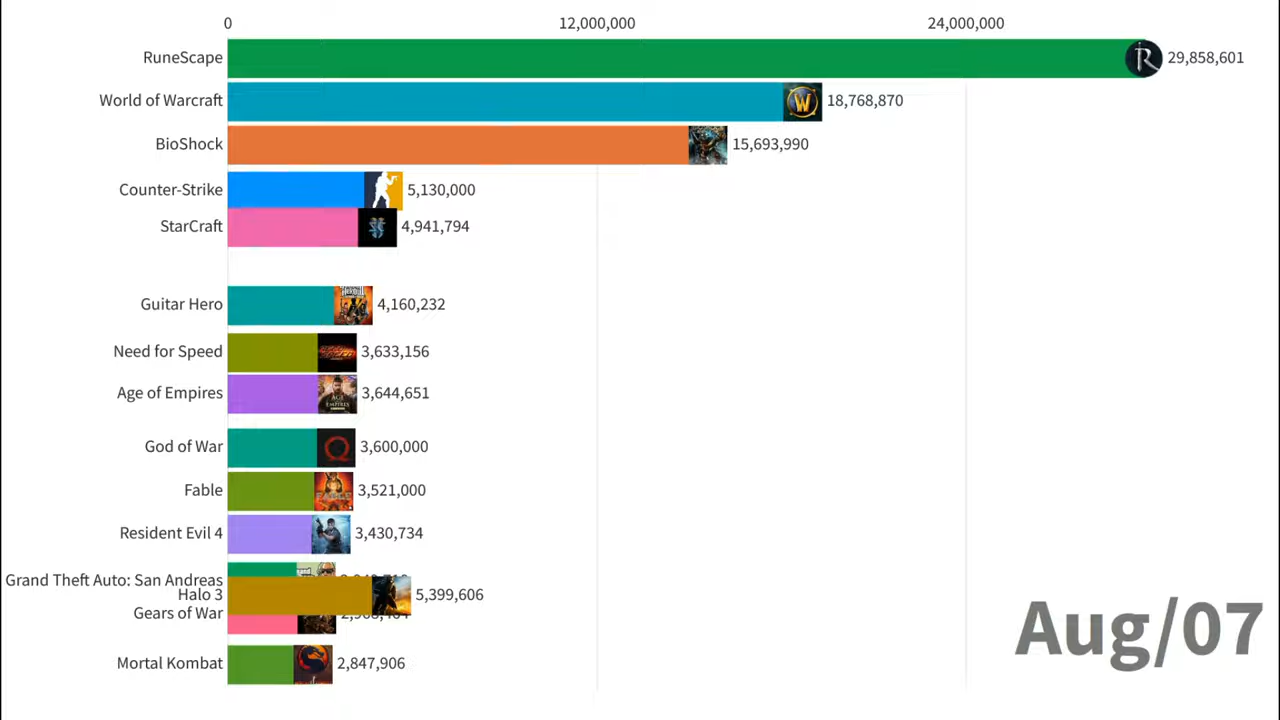 0 12,000,000 24,000,000
RuneScape 29,858,601
World of Warcraft 18,768,870
BioShock 15,693,990
Counter-Strike 5,130,000
StarCraft 4,941,794
Guitar Hero 4,160,232
Need for Speed 3,633,156
Age of Empires 3,644,651
God of War 3,600,000
Fable 3,521,000
Resident Evil 4 3,430,734
Grand Theft Auto: San Andreas
Halo 3 5,399,606
Gears of War
Mortal Kombat 2,847,906
Aug/07